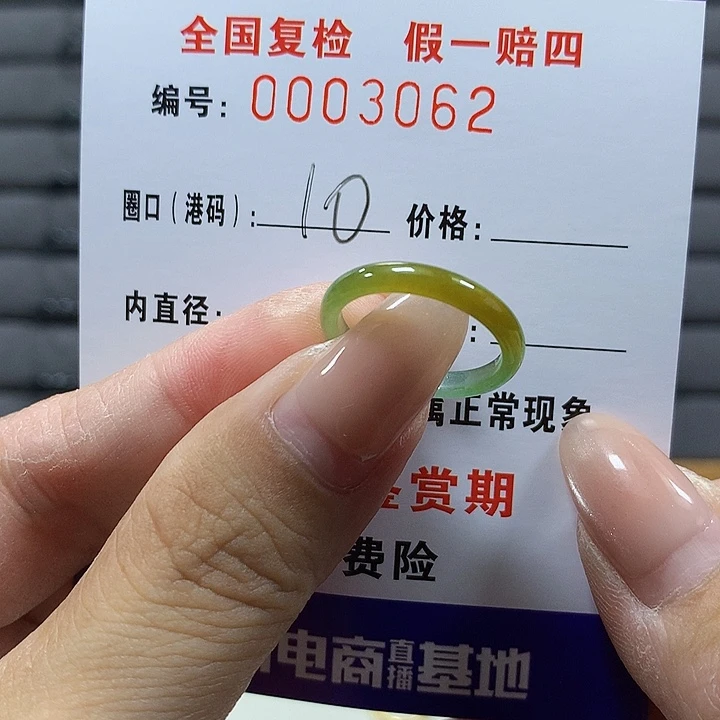 全国复检 假一赔四
编号: 0003062
圈口(港码): 10 价格:
内直径:
:
属正常现象
赏期
费险
电商直播基地